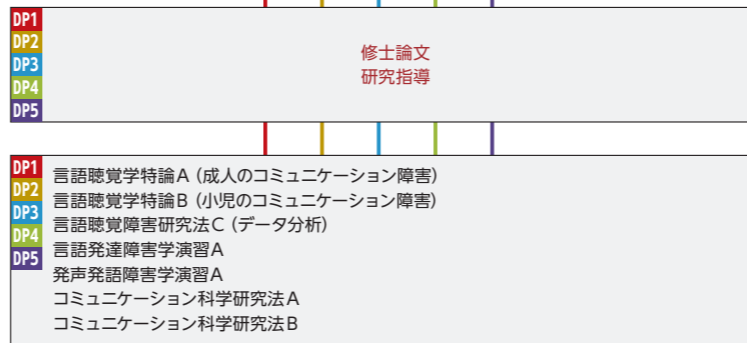 DP1
DP2
DP3
DP4
DP5
修士論文
研究指導
DP1
DP2
DP3
DP4
DP5
言語聴覚学特論A（成人のコミュニケーション障害）
言語聴覚学特論B（小児のコミュニケーション障害）
言語聴覚障害研究法C（データ分析）
言語発達障害学演習A
発声発語障害学演習A
コミュニケーション科学研究法A
コミュニケーション科学研究法B